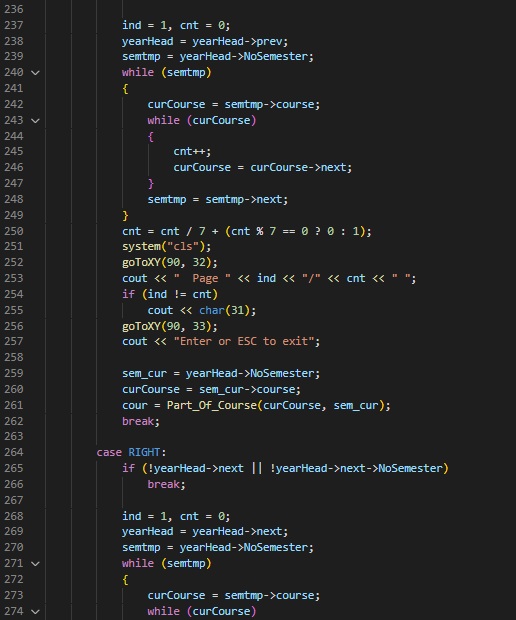 236
237 ind = 1, cnt = 0;
238 yearHead = yearHead->prev;
239 semtmp = yearHead->NoSemester;
240 while (semtmp)
241 {
242 curCourse = semtmp->course;
243 while (curCourse)
244 {
245 cnt++;
246 curCourse = curCourse->next;
247 }
248 semtmp = semtmp->next;
249 }
250 cnt = cnt / 7 + (cnt % 7 == 0 ? 0 : 1);
251 system("cls");
252 goToXY(90, 32);
253 cout << "  Page " << ind << "/" << cnt << " ";
254 if (ind != cnt)
255 cout << char(31);
256 goToXY(90, 33);
257 cout << "Enter or ESC to exit";
258
259 sem_cur = yearHead->NoSemester;
260 curCourse = sem_cur->course;
261 cour = Part_Of_Course(curCourse, sem_cur);
262 break;
263
264 case RIGHT:
265 if (!yearHead->next || !yearHead->next->NoSemester)
266 break;
267
268 ind = 1, cnt = 0;
269 yearHead = yearHead->next;
270 semtmp = yearHead->NoSemester;
271 while (semtmp)
272 {
273 curCourse = semtmp->course;
274 while (curCourse)